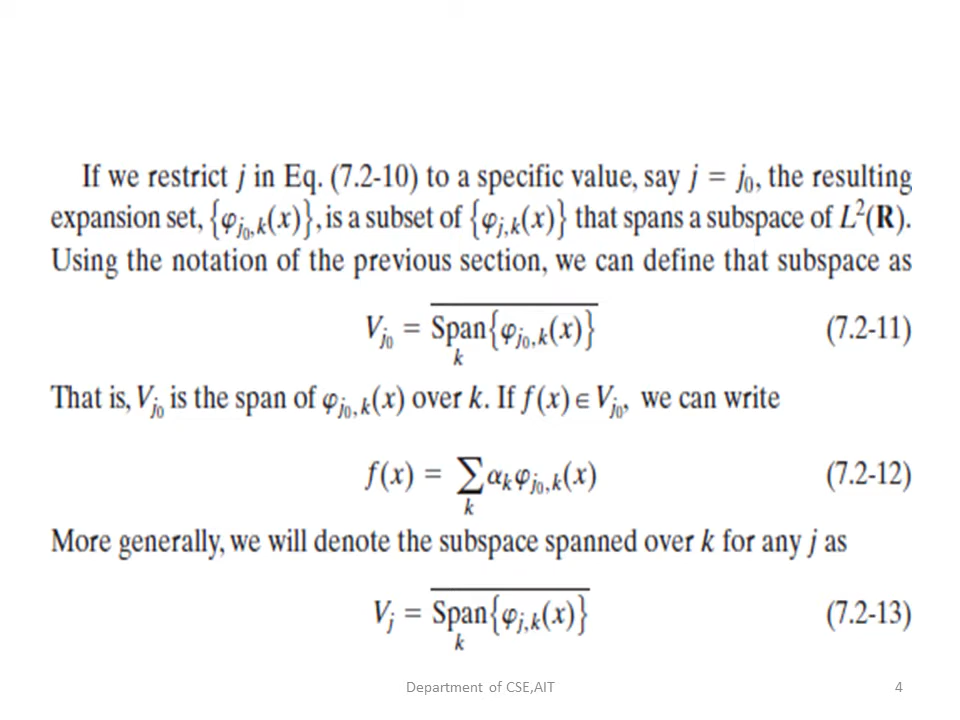 If we restrict j in Eq. (7.2-10) to a specific value, say j = j₀, the resulting
expansion set, {φ_{j₀,k}(x)}, is a subset of {φ_{j,k}(x)} that spans a subspace of L²(R).
Using the notation of the previous section, we can define that subspace as
V_{j₀} = \overline{Span_k{φ_{j₀,k}(x)}} (7.2-11)
That is, V_{j₀} is the span of φ_{j₀,k}(x) over k. If f(x) ∈ V_{j₀}, we can write
f(x) = ∑_k α_k φ_{j₀,k}(x) (7.2-12)
More generally, we will denote the subspace spanned over k for any j as
V_j = \overline{Span_k{φ_{j,k}(x)}} (7.2-13)
Department of CSE,AIT 4